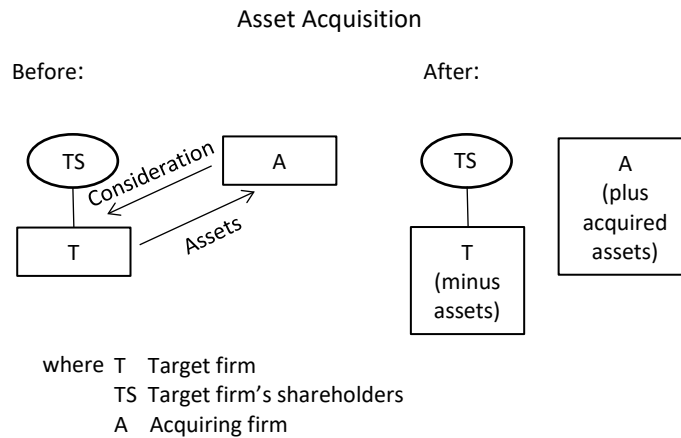 Asset Acquisition
Before:
After:
TS
Consideration
A
Assets
T
TS
A
(plus
acquired
assets)
T
(minus
assets)
where T Target firm
TS Target firm’s shareholders
A Acquiring firm